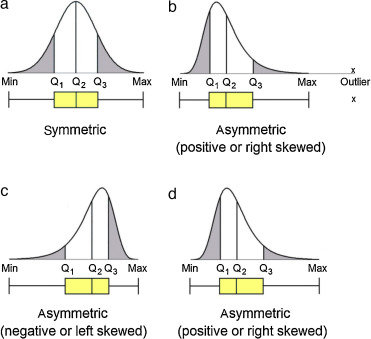 a
Min Q1 Q2 Q3 Max
Symmetric
b
x
Min Q1 Q2 Q3 Max Outlier
x
Asymmetric
(positive or right skewed)
c
Min Q1 Q2 Q3 Max
Asymmetric
(negative or left skewed)
d
Min Q1 Q2 Q3 Max
Asymmetric
(positive or right skewed)